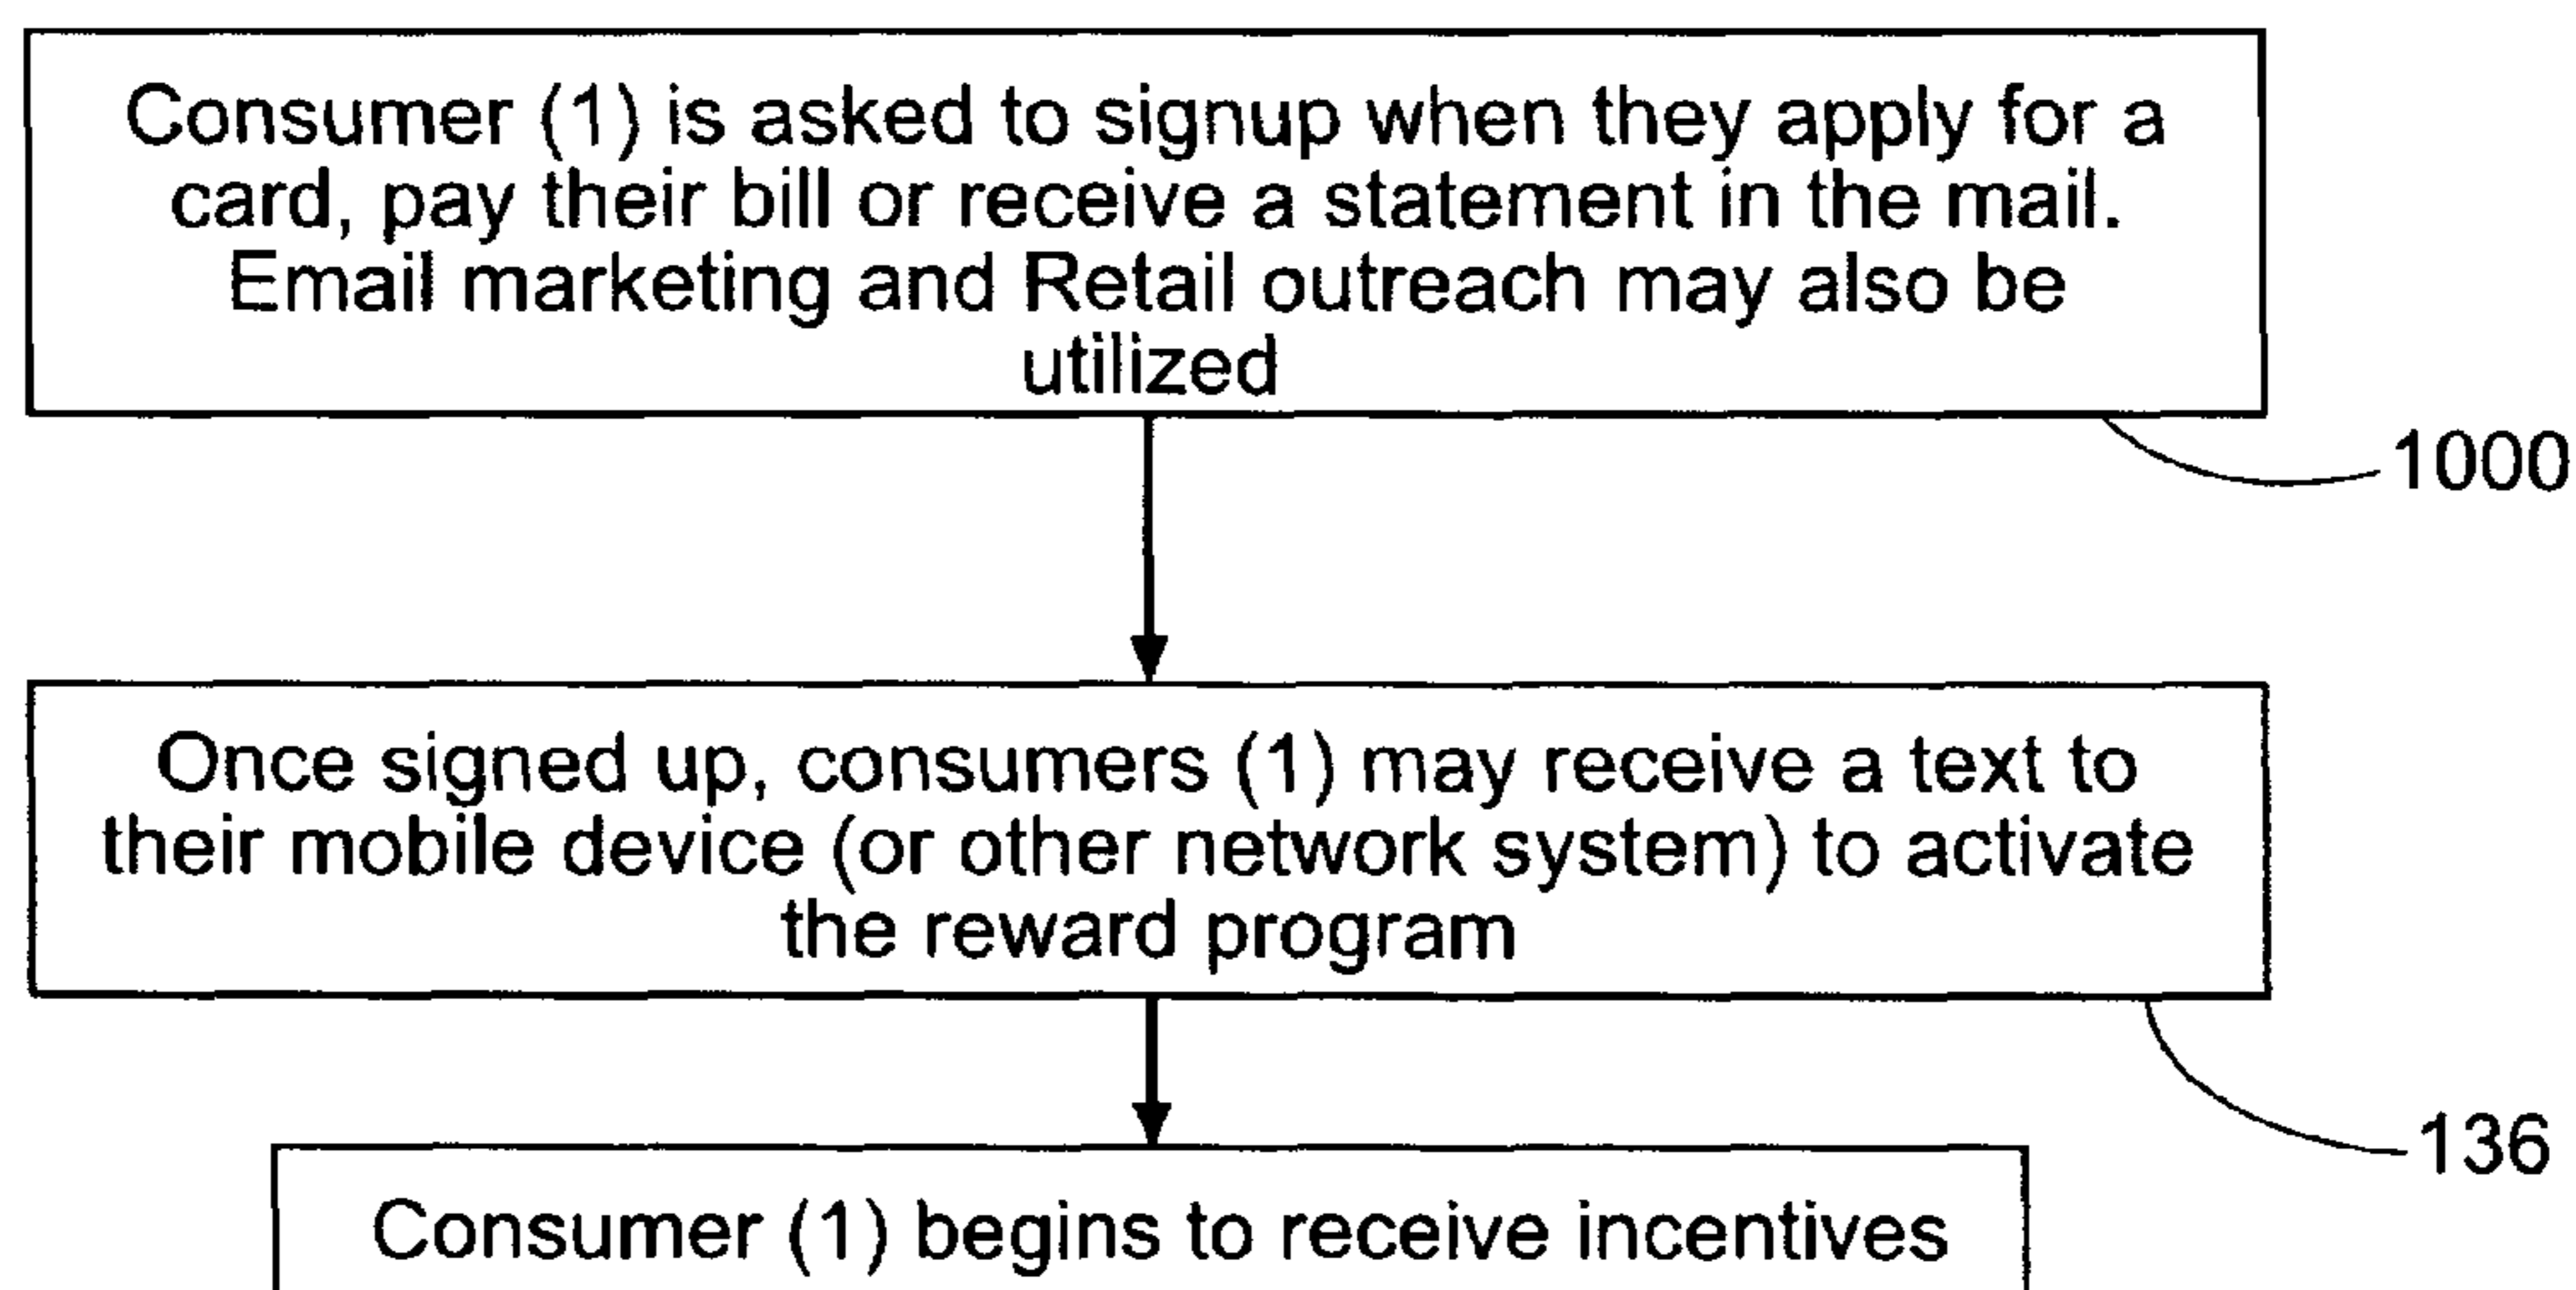 Consumer (1) is asked to signup when they apply for a
card, pay their bill or receive a statement in the mail.
Email marketing and Retail outreach may also be
utilized
1000
Once signed up, consumers (1) may receive a text to
their mobile device (or other network system) to activate
the reward program
136
Consumer (1) begins to receive incentives